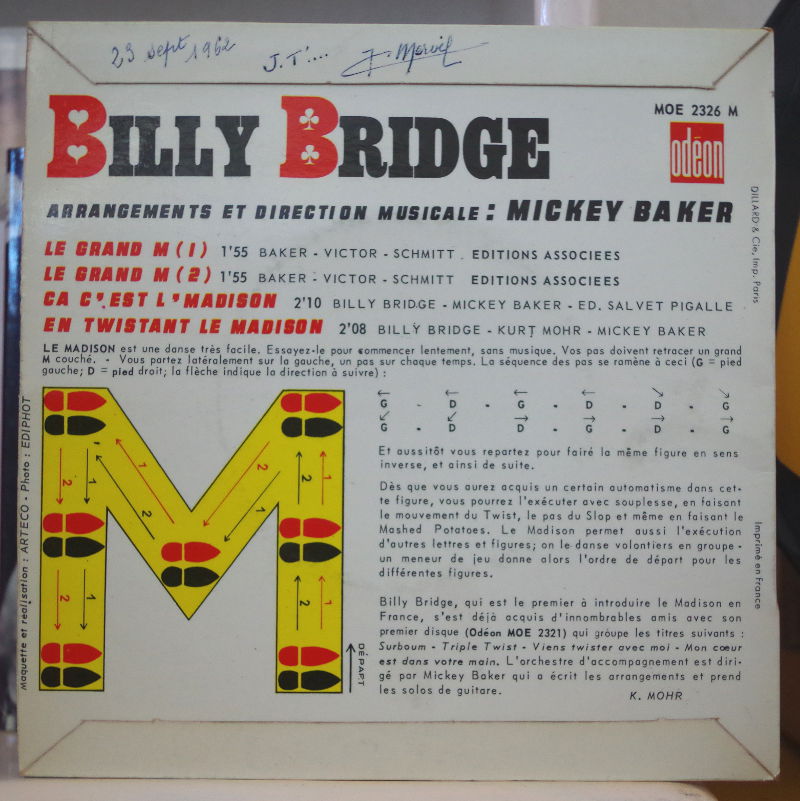 23 sept 1962 J.T'....
BILLY BRIDGE
MOE 2326 M
odéon
ARRANGEMENTS ET DIRECTION MUSICALE : MICKEY BAKER
LE GRAND M (1) 1'55 BAKER - VICTOR - SCHMITT . EDITIONS ASSOCIEES
LE GRAND M (2) 1'55 BAKER - VICTOR - SCHMITT EDITIONS ASSOCIEES
CA C'EST L'MADISON 2'10 BILLY BRIDGE - MICKEY BAKER - ED. SALVET PIGALLE
EN TWISTANT LE MADISON 2'08 BILLY BRIDGE - KURT MOHR - MICKEY BAKER
LE MADISON est une danse très facile. Essayez-le pour commencer lentement, sans musique. Vos pas doivent retracer un grand
M couché. - Vous partez latéralement sur la gauche, un pas sur chaque temps. La séquence des pas se ramène à ceci (G = pied
gauche; D = pied droit; la flèche indique la direction à suivre) :
← ← ← ← ↘ ↗
G - D - G - D - D - G
↙ ↙ → → → →
G - D - G - D - D - G
Et aussitôt vous repartez pour fairé la même figure en sens
inverse, et ainsi de suite.
Dès que vous aurez acquis un certain automatisme dans cet-
te figure, vous pourrez l'exécuter avec souplesse, en faisant
le mouvement du Twist, le pas du Slop et même en faisant le
Mashed Potatoes. Le Madison permet aussi l'exécution
d'autres lettres et figures; on le danse volontiers en groupe -
un meneur de jeu donne alors l'ordre de départ pour les
différentes figures.
Billy Bridge, qui est le premier à introduire le Madison en
France, s'est déjà acquis d'innombrables amis avec son
premier disque (Odéon MOE 2321) qui groupe les titres suivants :
Surboum - Triple Twist - Viens twister avec moi - Mon cœur
est dans votre main. L'orchestre d'accompagnement est diri-
gé par Mickey Baker qui a écrit les arrangements et prend
les solos de guitare.
K. MOHR
1 2 1 2
2 1 2 1
2 1 2 1
DÉPART
Maquette et réalisation : ARTECO - Photo : EDIPHOT
DILLARD & Cie, Imp. Paris
Imprimé en France